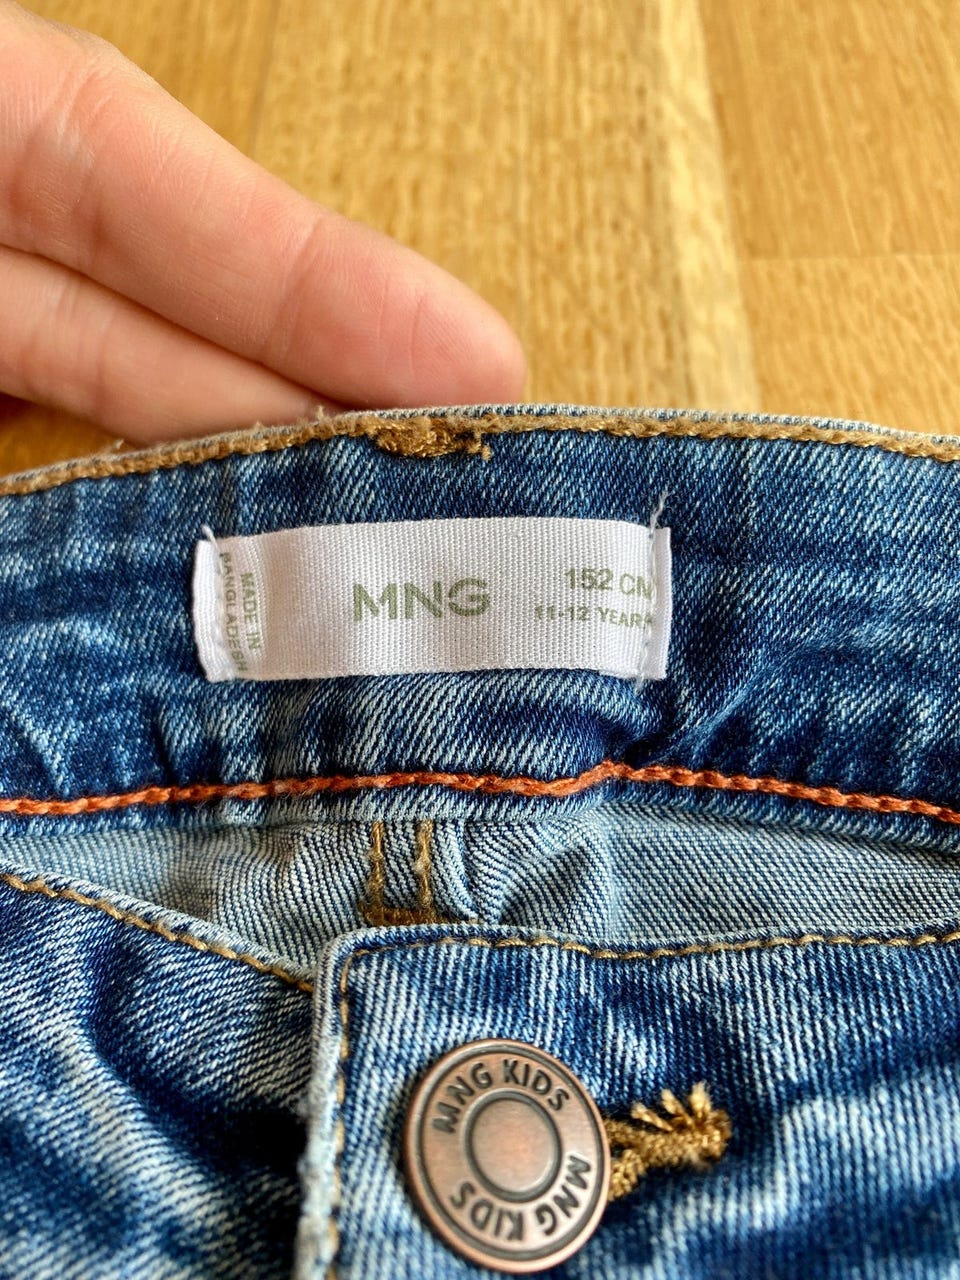 MADE IN
BANGLADESH
MNG
152 CM
11-12 YEARS
MNG KIDS
MNG KIDS